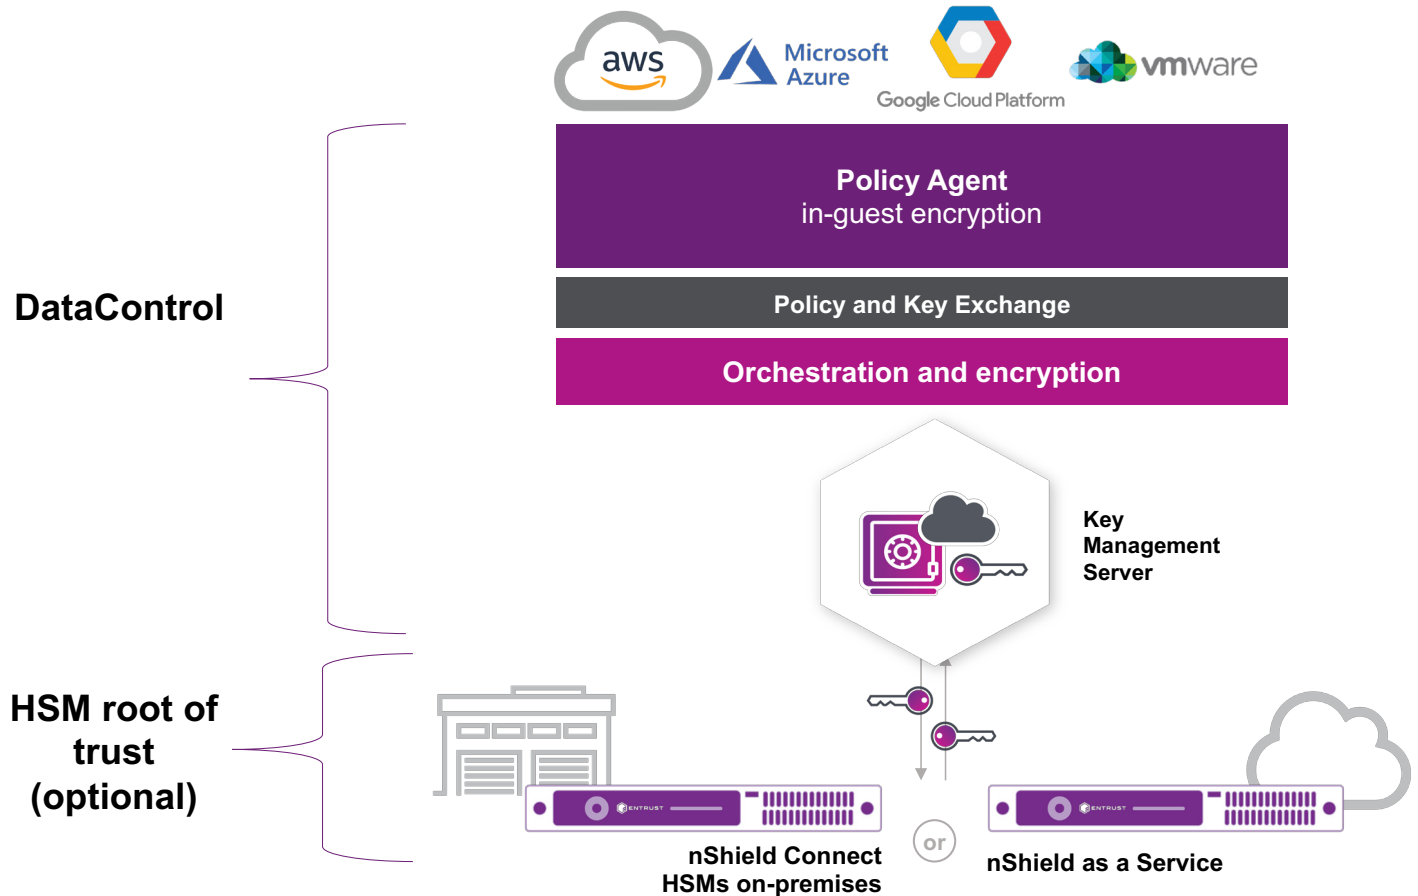 aws
Microsoft
Azure
Google Cloud Platform
vmware
Policy Agent
in-guest encryption
DataControl
Policy and Key Exchange
Orchestration and encryption
Key
Management
Server
HSM root of
trust
(optional)
ENTRUST
ENTRUST
or
nShield Connect
HSMs on-premises
nShield as a Service